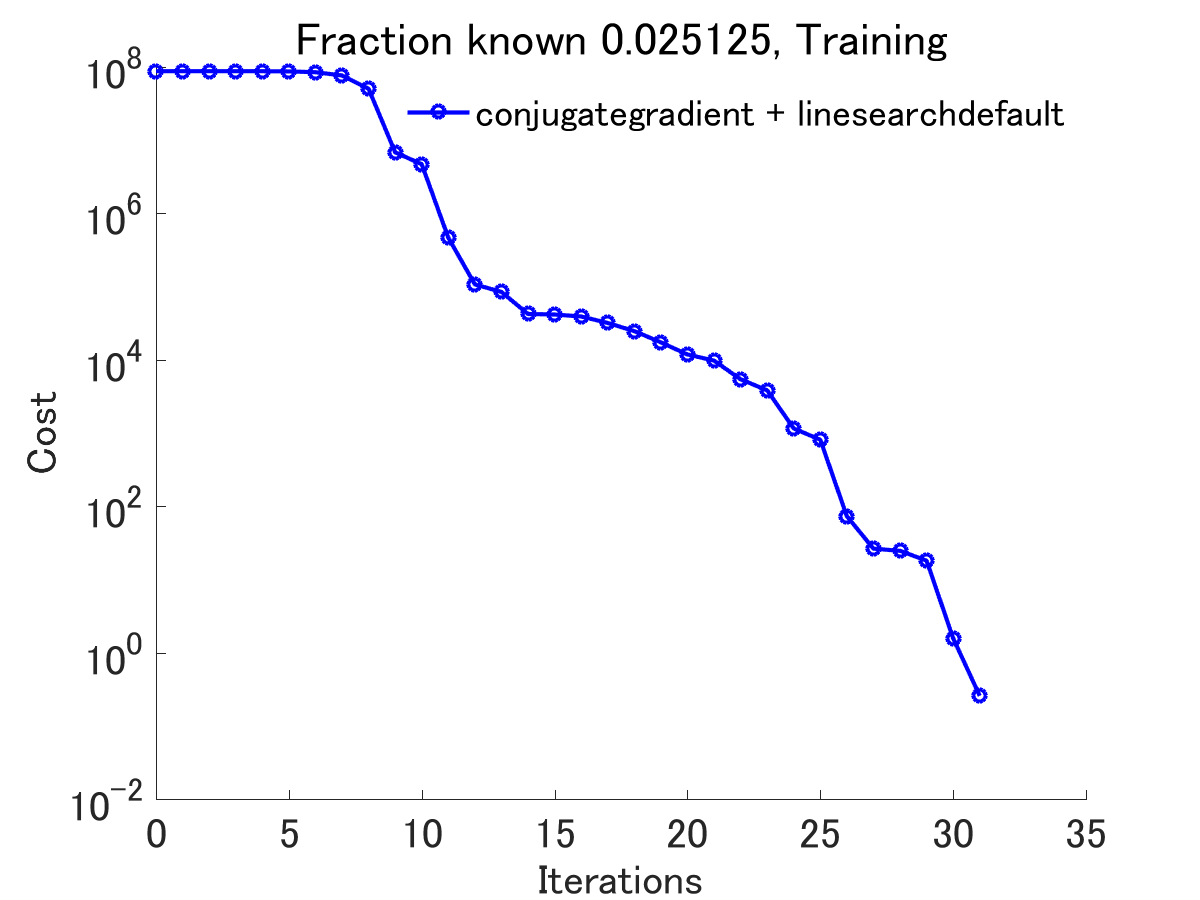 Fraction known 0.025125, Training
conjugategradient + linesearchdefault
10^8
10^6
10^4
10^2
10^0
10^-2
Cost
0 5 10 15 20 25 30 35
Iterations